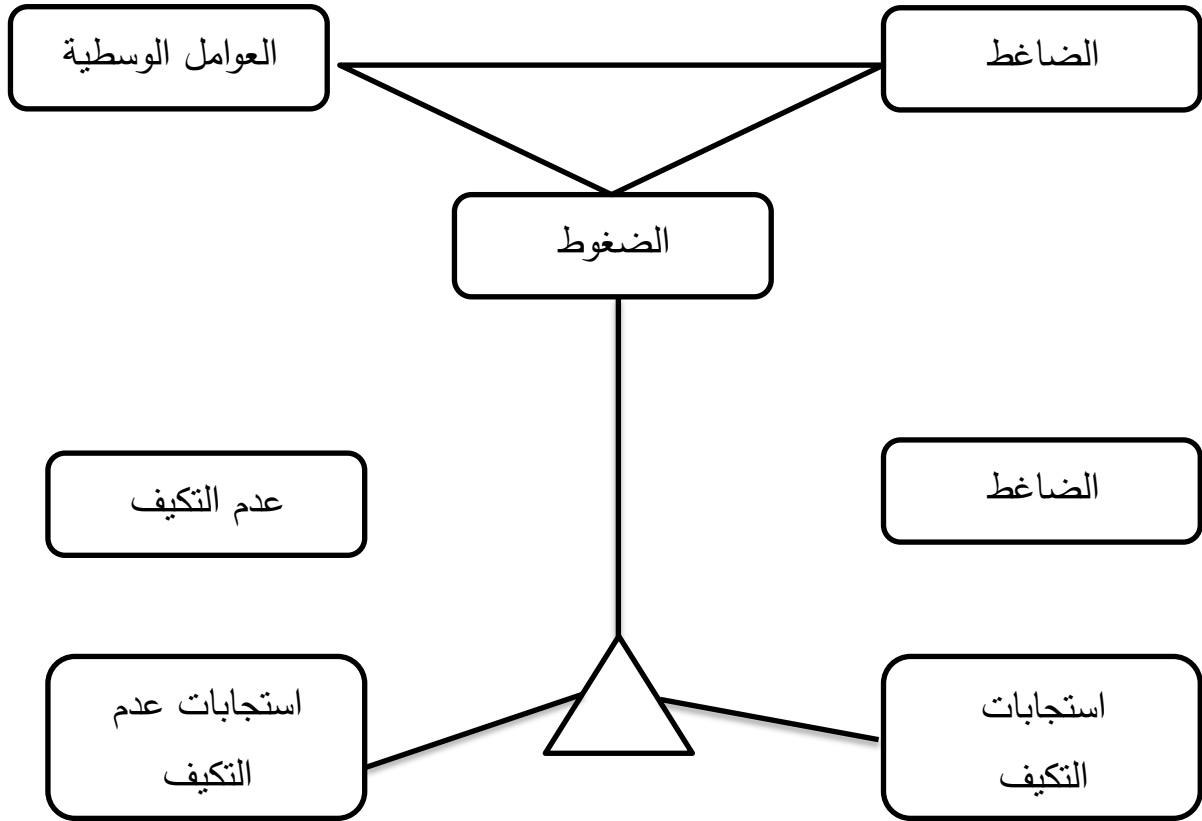 الضاغط
العوامل الوسطية
الضغوط
الضاغط
عدم التكيف
استجابات
التكيف
استجابات عدم
التكيف